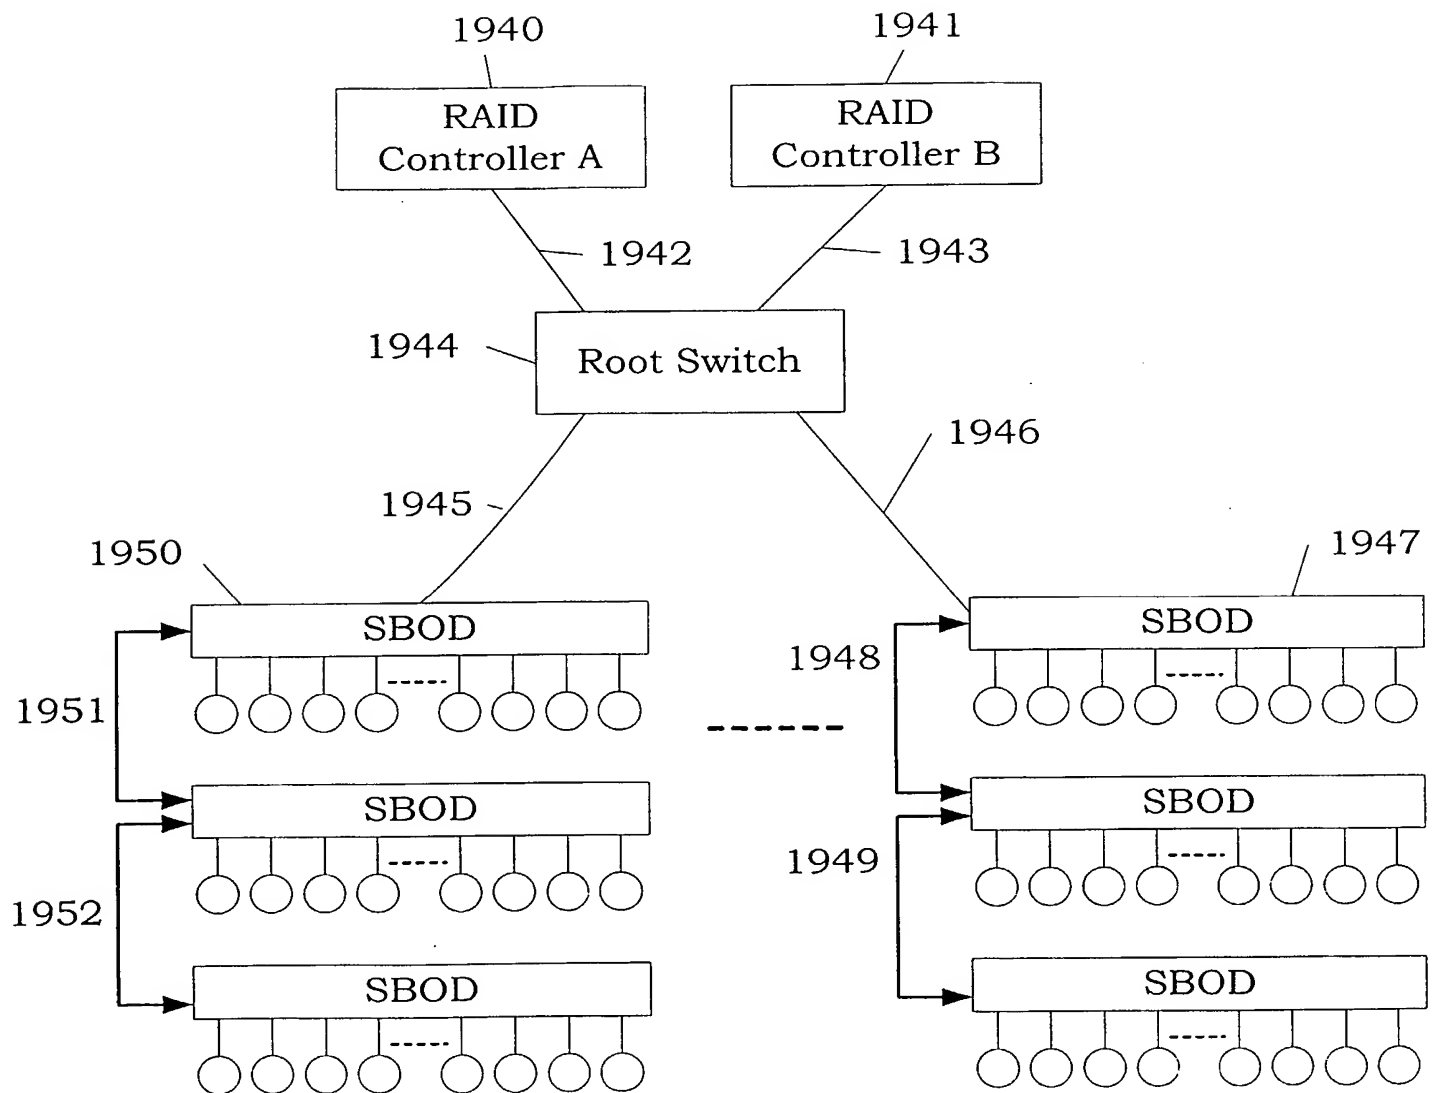 1940
1941
RAID
Controller A
RAID
Controller B
1942
1943
1944
Root Switch
1946
1945
1950
1947
SBOD
SBOD
1948
1951
SBOD
SBOD
1949
1952
SBOD
SBOD